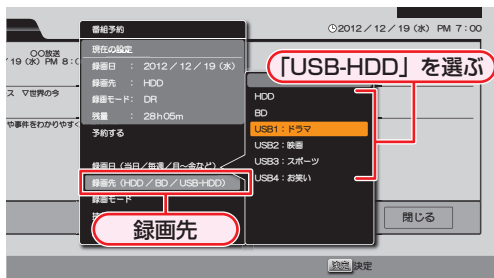 番組予約
2012／12／19（水） PM 7:00
現在の設定
〇〇放送
録画日 ： 2012／12／19（水）
19（水）PM 8:
録画先 ： HDD
録画モード： DR
残量 ： 28h05m
ス ▽世界の今
や事件をわかりやす
予約する
録画日（当日／毎週／月～金など）
録画先（HDD／BD／USB-HDD）
録画モード
録画先
「USB-HDD」を選ぶ
HDD
BD
USB1：ドラマ
USB2：映画
USB3：スポーツ
USB4：お笑い
閉じる
決定 決定